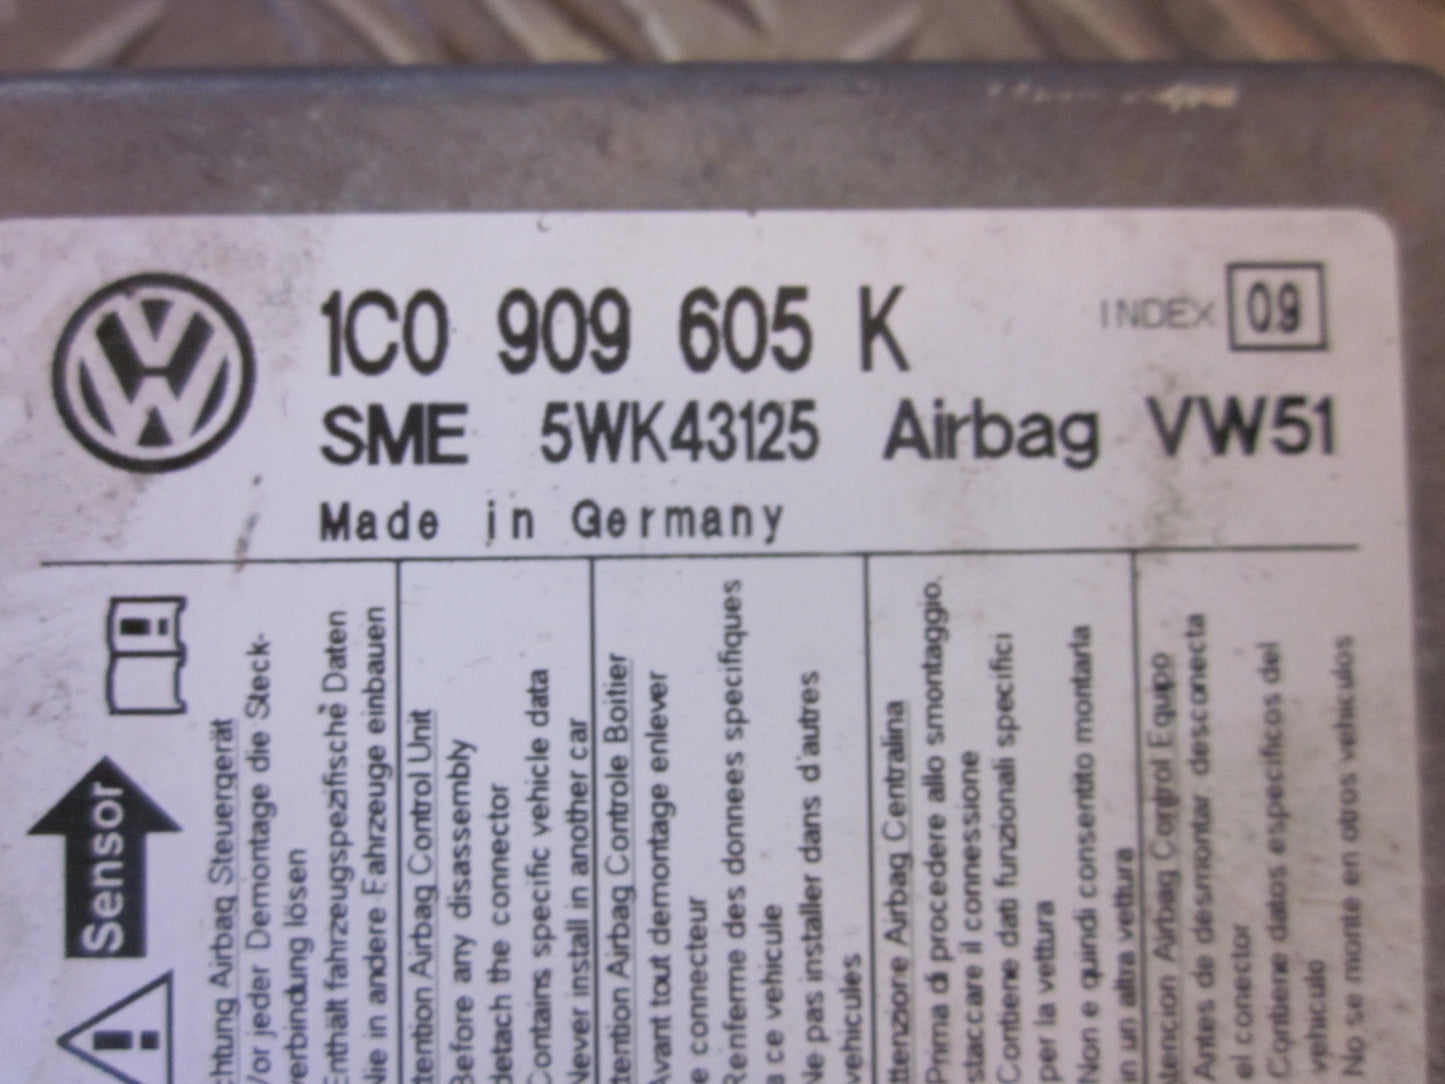 1C0 909 605 K INDEX 09
SME 5WK43125 Airbag VW51
Made in Germany
Sensor
Airbag Steuergerät
jeder Demontage die Steck-
verbindung lösen
Enthält fahrzeugspezifische Daten
Nie in andere Fahrzeuge einbauen
Airbag Control Unit
Before any disassembly
detach the connector
Contains specific vehicle data
Never install in another car
Airbag Controle Boitier
Avant tout demontage enlever
connecteur
Renferme des donnees specifiques
a ce vehicule
Ne pas installer dans d'autres
vehicules
Airbag Centralina
Prima di procedere allo smontaggio,
staccare il connessione
Contiene dati funzionali specifici
per la vettura
Non e quindi consentito montarla
in un altra vettura
Airbag Control Equipo
Antes de desmontar, desconecta
el conector
Contiene datos especificos del
vehiculo
No se monte en otros vehiculos